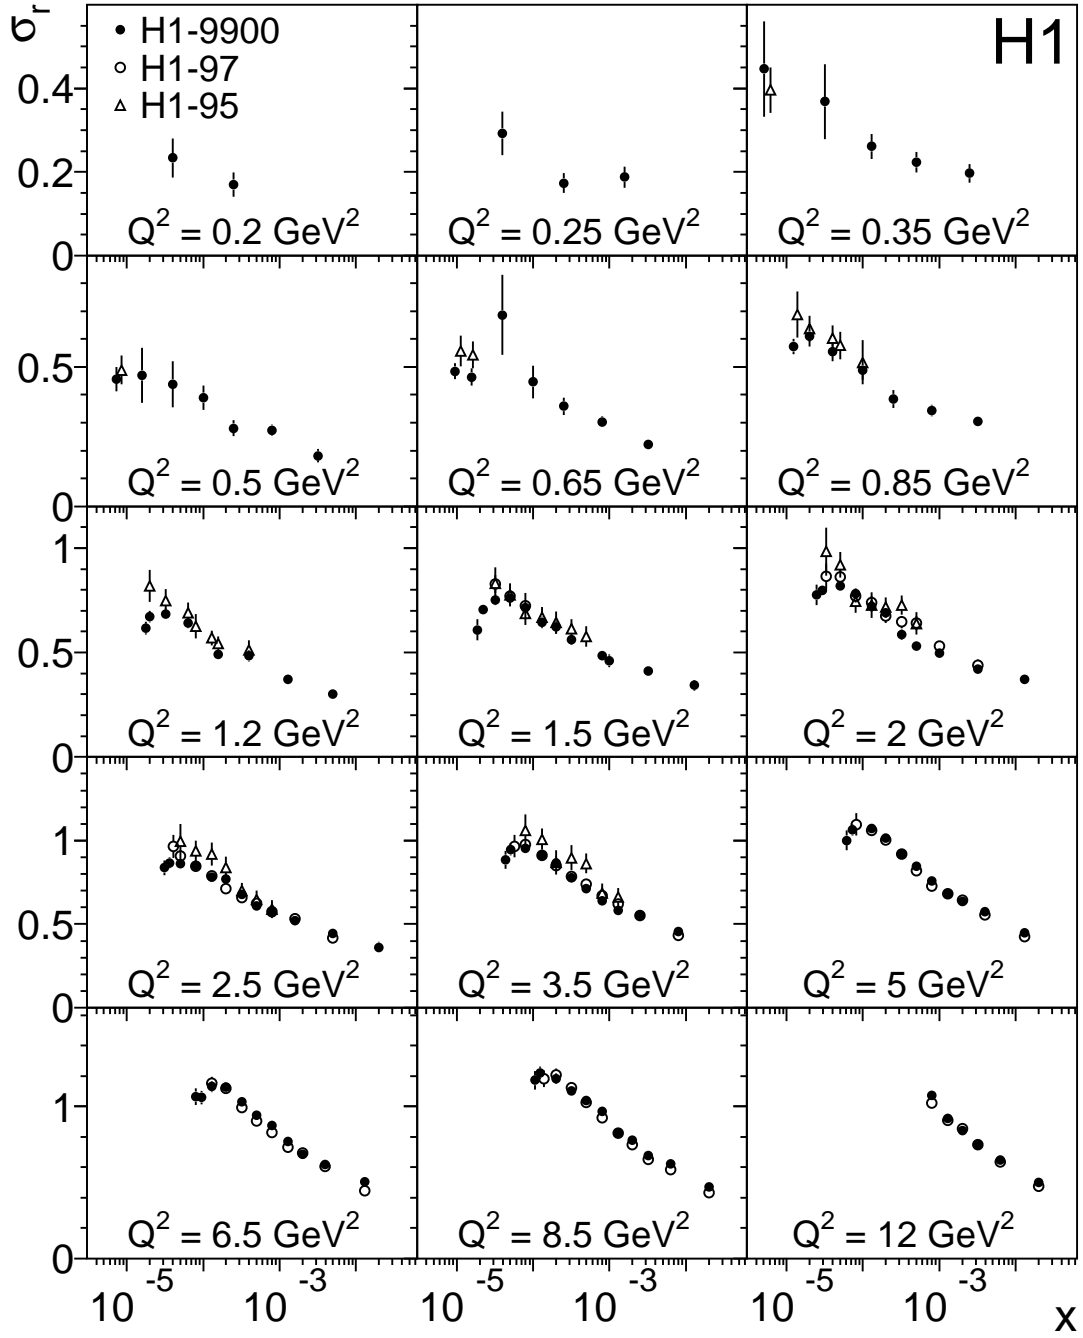 σr
H1-9900
H1-97
H1-95
H1
0.4
0.2
0
Q² = 0.2 GeV²
Q² = 0.25 GeV²
Q² = 0.35 GeV²
0.5
0
Q² = 0.5 GeV²
Q² = 0.65 GeV²
Q² = 0.85 GeV²
1
0.5
0
Q² = 1.2 GeV²
Q² = 1.5 GeV²
Q² = 2 GeV²
1
0.5
0
Q² = 2.5 GeV²
Q² = 3.5 GeV²
Q² = 5 GeV²
1
0
Q² = 6.5 GeV²
Q² = 8.5 GeV²
Q² = 12 GeV²
10⁻⁵ 10⁻³ 10⁻⁵ 10⁻³ 10⁻⁵ 10⁻³
x